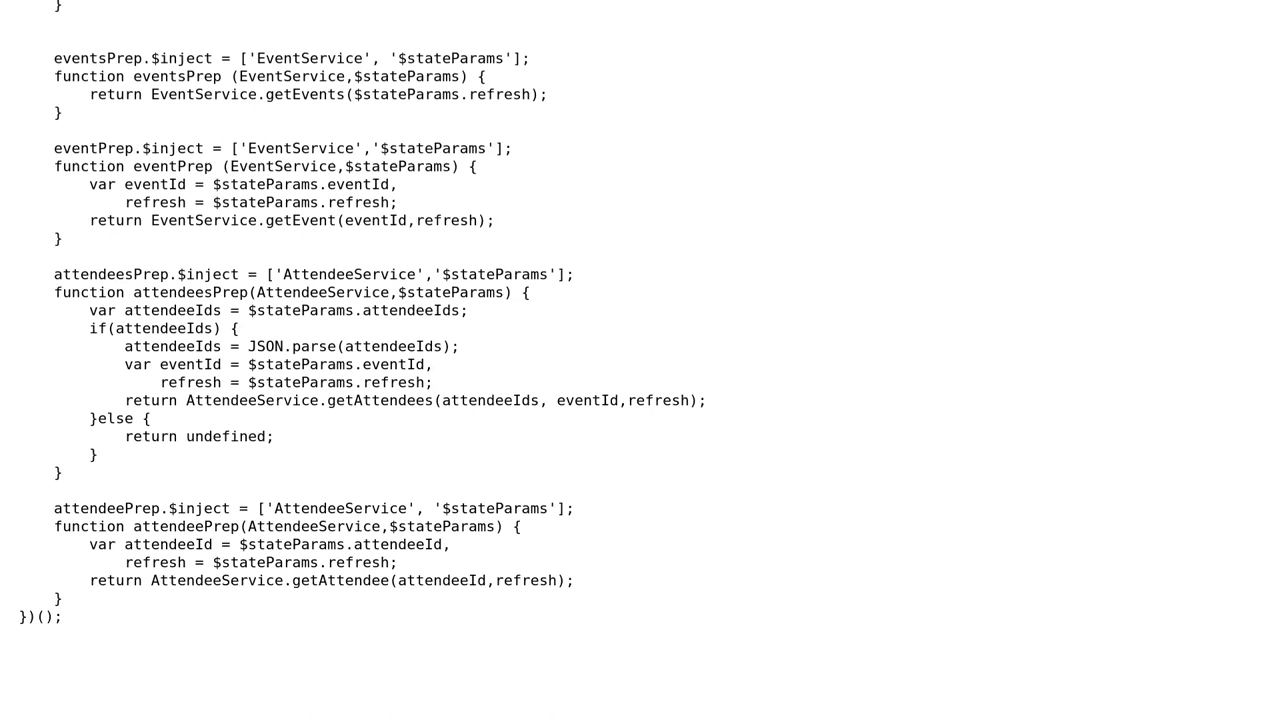 }
eventsPrep.$inject = ['EventService', '$stateParams'];
function eventsPrep (EventService,$stateParams) {
return EventService.getEvents($stateParams.refresh);
}
eventPrep.$inject = ['EventService','$stateParams'];
function eventPrep (EventService,$stateParams) {
var eventId = $stateParams.eventId,
refresh = $stateParams.refresh;
return EventService.getEvent(eventId,refresh);
}
attendeesPrep.$inject = ['AttendeeService','$stateParams'];
function attendeesPrep(AttendeeService,$stateParams) {
var attendeeIds = $stateParams.attendeeIds;
if(attendeeIds) {
attendeeIds = JSON.parse(attendeeIds);
var eventId = $stateParams.eventId,
refresh = $stateParams.refresh;
return AttendeeService.getAttendees(attendeeIds, eventId,refresh);
}else {
return undefined;
}
}
attendeePrep.$inject = ['AttendeeService', '$stateParams'];
function attendeePrep(AttendeeService,$stateParams) {
var attendeeId = $stateParams.attendeeId,
refresh = $stateParams.refresh;
return AttendeeService.getAttendee(attendeeId,refresh);
}
})();